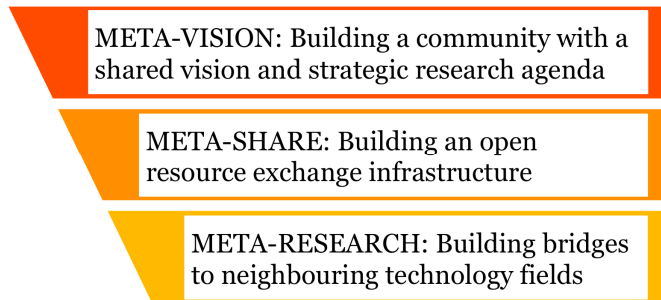 META-VISION: Building a community with a
shared vision and strategic research agenda
META-SHARE: Building an open
resource exchange infrastructure
META-RESEARCH: Building bridges
to neighbouring technology fields